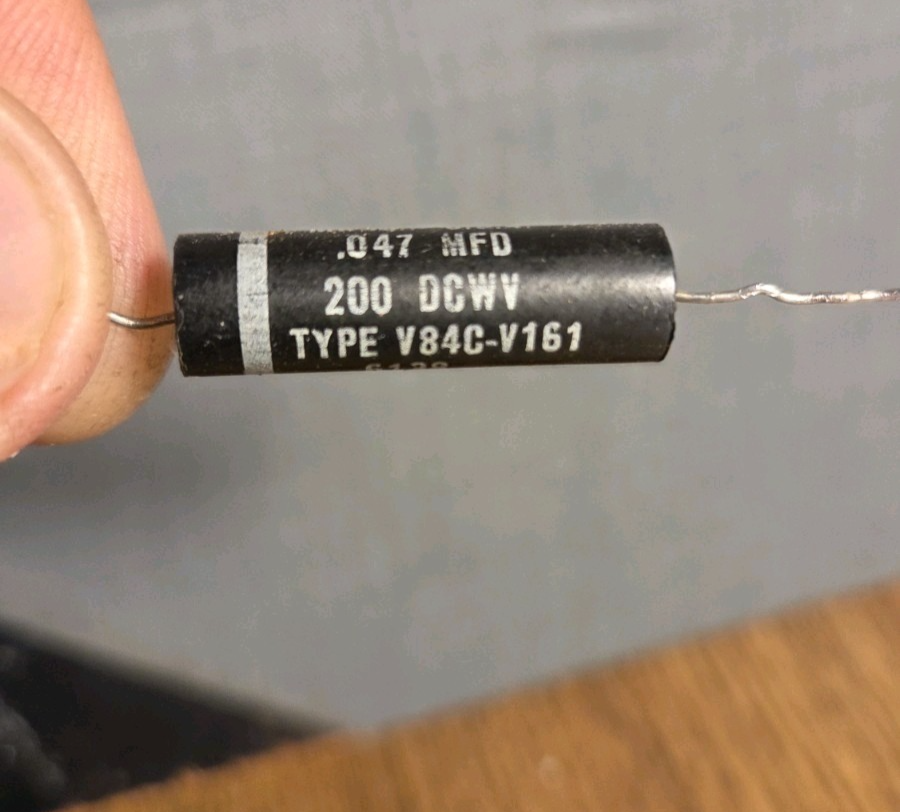 .047 MFD
200 DCWV
TYPE V84C-V161